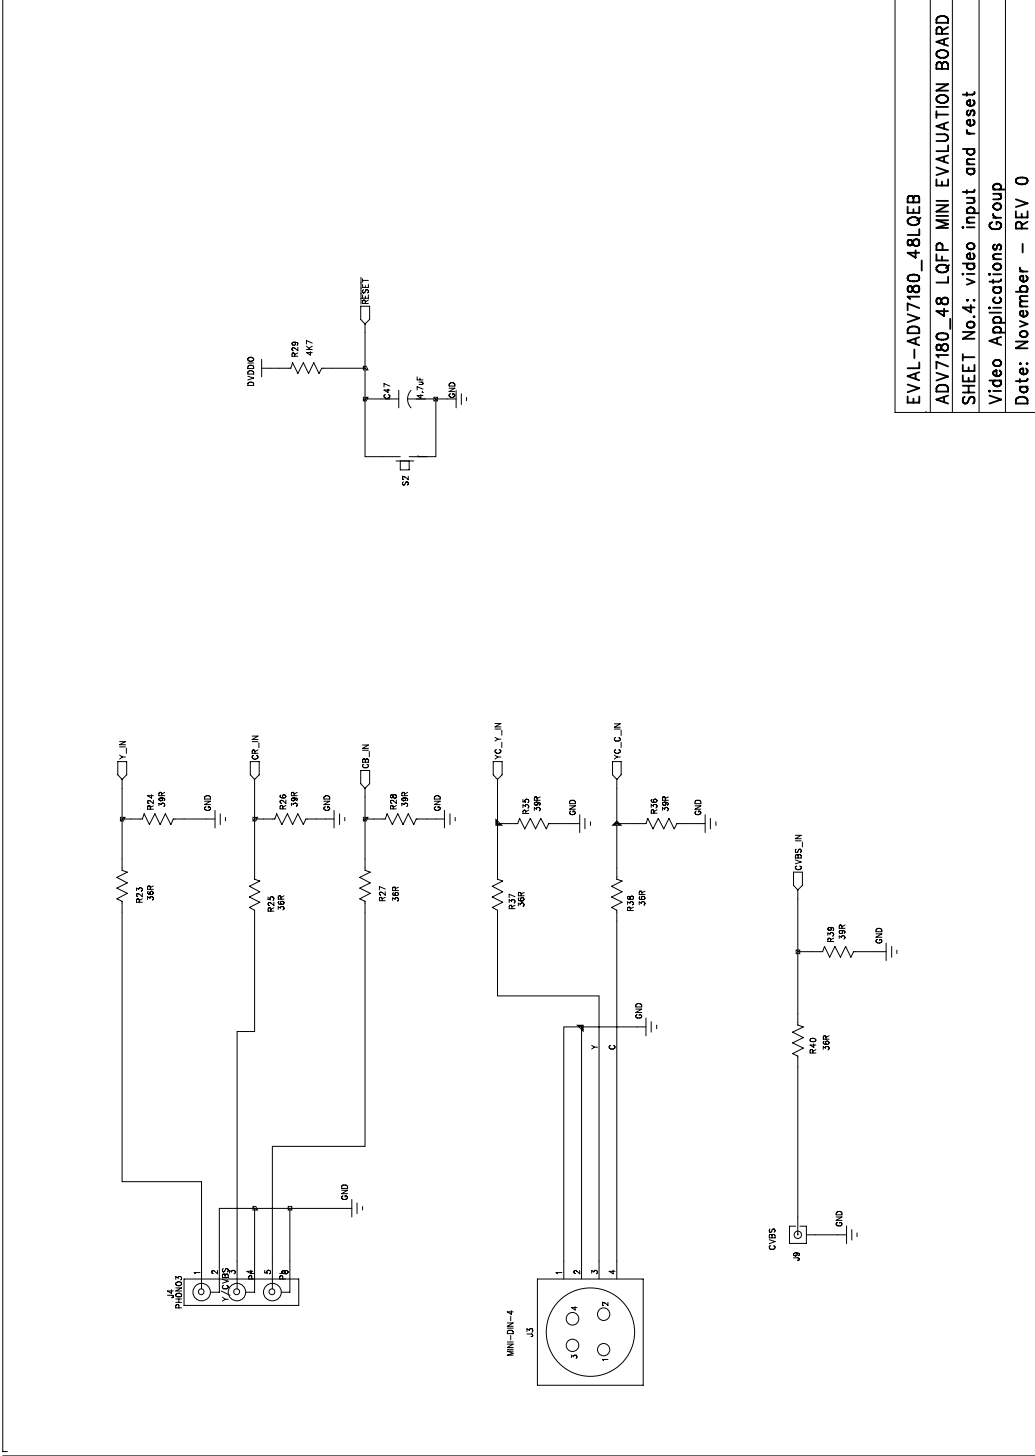 Y_IN
R24
39R
GND
R23
36R
CR_IN
R26
39R
GND
R25
36R
CB_IN
R28
39R
GND
R27
36R
J4
PHONO3
1
2
3
4
5
6
Y/CVBS
Pr
Pb
GND
DVDDIO
R29
4K7
RESET
C47
4.7uF
GND
S2
YC_Y_IN
R35
39R
GND
R37
36R
YC_C_IN
R36
39R
GND
R38
36R
GND
Y
C
1
2
3
4
MINI-DIN-4
J3
4
2
3
1
CVBS_IN
R39
39R
GND
R40
36R
CVBS
J9
GND
EVAL-ADV7180_48LQEB
ADV7180_48 LQFP MINI EVALUATION BOARD
SHEET No.4: video input and reset
Video Applications Group
Date: November - REV 0